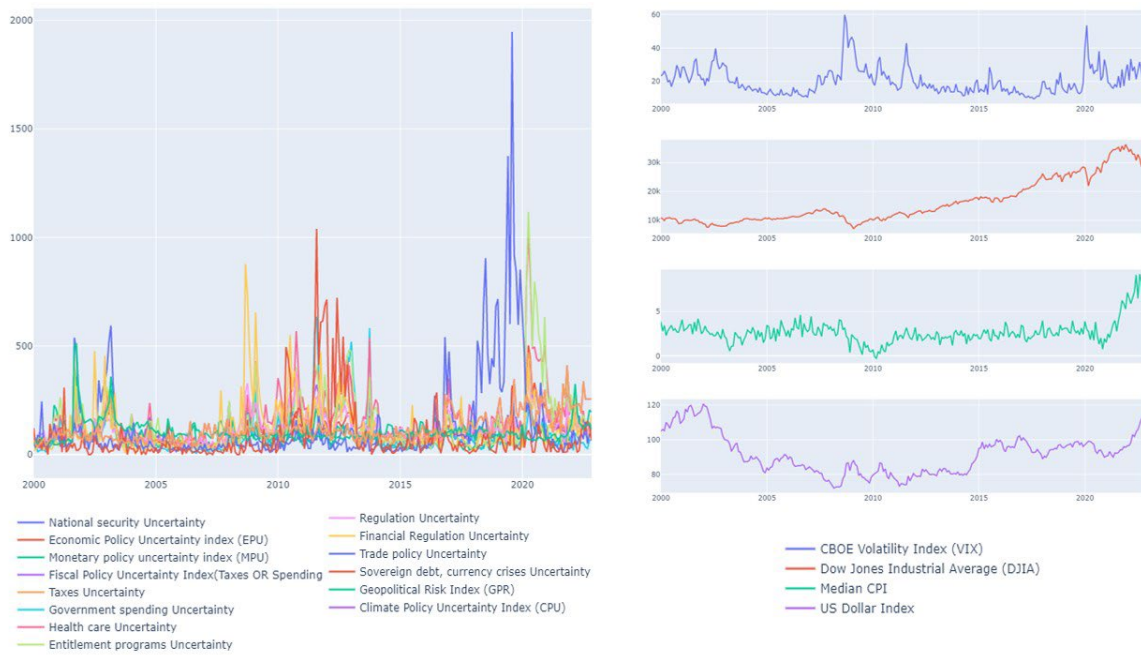 2000
1500
1000
500
0
2000
2005
2010
2015
2020
National security Uncertainty
Economic Policy Uncertainty index (EPU)
Monetary policy uncertainty index (MPU)
Fiscal Policy Uncertainty Index(Taxes OR Spending
Taxes Uncertainty
Government spending Uncertainty
Health care Uncertainty
Entitlement programs Uncertainty
Regulation Uncertainty
Financial Regulation Uncertainty
Trade policy Uncertainty
Sovereign debt, currency crises Uncertainty
Geopolitical Risk Index (GPR)
Climate Policy Uncertainty Index (CPU)
60
40
20
2000
2005
2010
2015
2020
30k
20k
10k
2000
2005
2010
2015
2020
5
0
2000
2005
2010
2015
2020
120
100
80
2000
2005
2010
2015
2020
CBOE Volatility Index (VIX)
Dow Jones Industrial Average (DJIA)
Median CPI
US Dollar Index